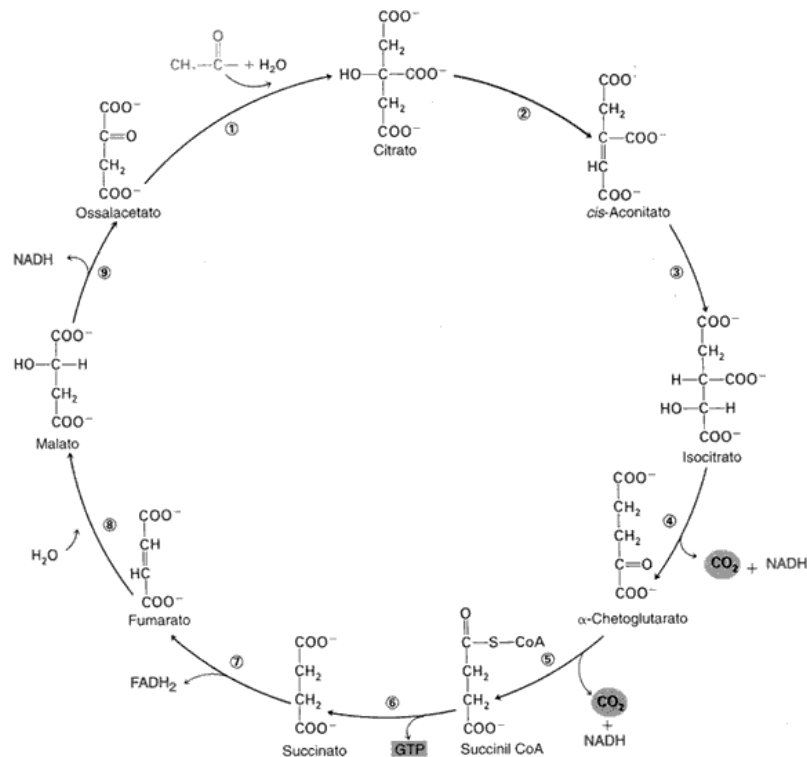 O
CH. C + H₂O
①
COO⁻
CH₂
HO C COO⁻
CH₂
COO⁻
Citrato
②
COO⁻
CH₂
C COO⁻
HC
COO⁻
cis-Aconitato
③
COO⁻
CH₂
H C COO⁻
HO C H
COO⁻
Isocitrato
④
CO₂ + NADH
COO⁻
CH₂
CH₂
C=O
COO⁻
α-Chetoglutarato
⑤
CO₂
+
NADH
O
C S CoA
CH₂
CH₂
COO⁻
Succinil CoA
⑥
GTP
COO⁻
CH₂
CH₂
COO⁻
Succinato
⑦
FADH₂
COO⁻
CH
HC
COO⁻
Fumarato
⑧
H₂O
COO⁻
HO C H
CH₂
COO⁻
Malato
⑨
NADH
COO⁻
C=O
CH₂
COO⁻
Ossalacetato